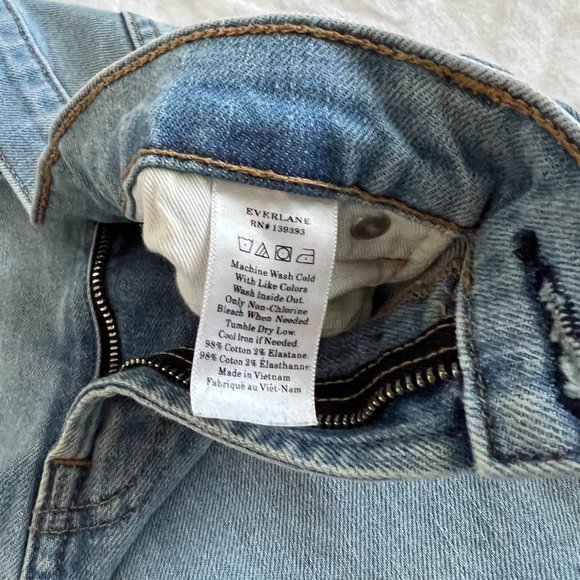 EVERLANE
RN# 139393
Machine Wash Cold
With Like Colors
Wash Inside Out.
Only Non-Chlorine
Bleach When Needed.
Tumble Dry Low.
Cool Iron if Needed.
98% Cotton 2% Elastane.
98% Coton 2% Élasthanne.
Made in Vietnam
Fabriqué au Viêt-Nam